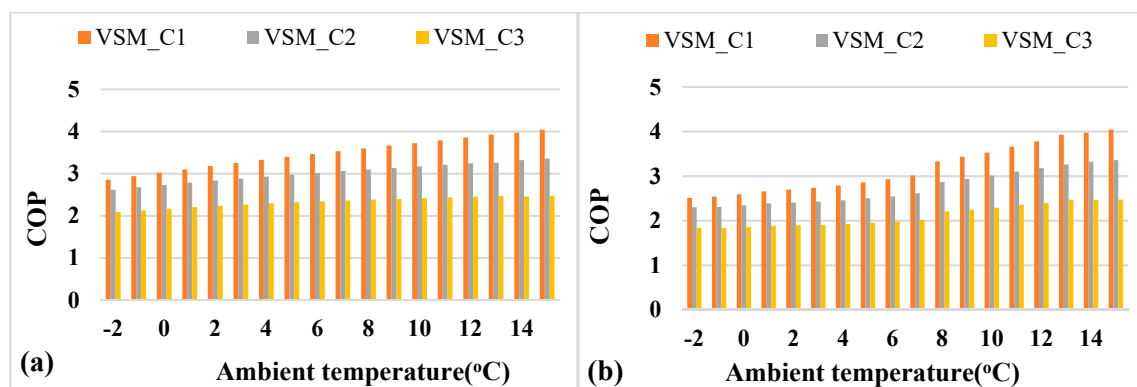 VSM_C1 VSM_C2 VSM_C3
5
4
3
2
1
0
COP
-2 0 2 4 6 8 10 12 14
(a)
Ambient temperature(°C)
VSM_C1 VSM_C2 VSM_C3
5
4
3
2
1
0
COP
-2 0 2 4 6 8 10 12 14
(b)
Ambient temperature(°C)